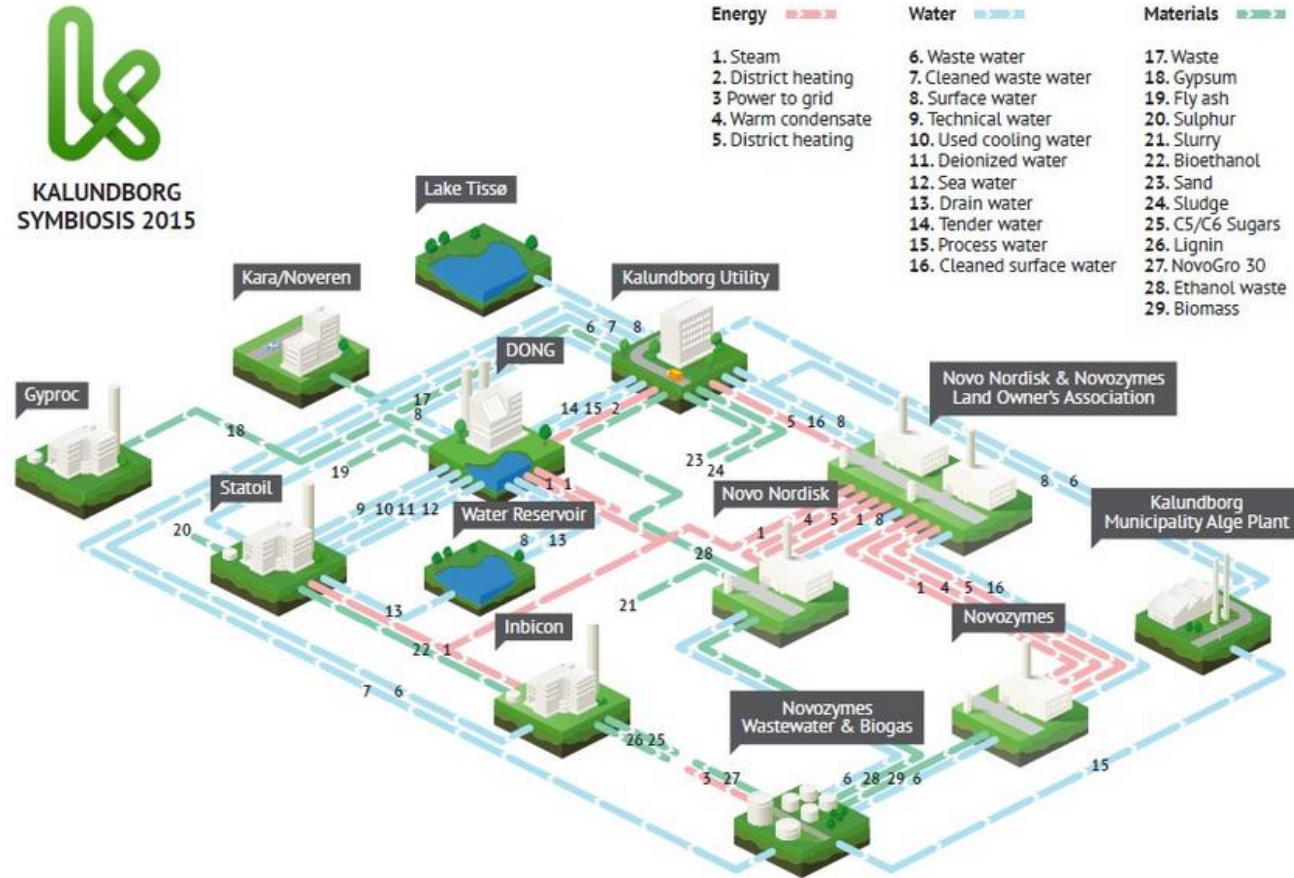 KALUNDBORG
SYMBIOSIS 2015
Energy
1. Steam
2. District heating
3 Power to grid
4. Warm condensate
5. District heating
Water
6. Waste water
7. Cleaned waste water
8. Surface water
9. Technical water
10. Used cooling water
11. Deionized water
12. Sea water
13. Drain water
14. Tender water
15. Process water
16. Cleaned surface water
Materials
17. Waste
18. Gypsum
19. Fly ash
20. Sulphur
21. Slurry
22. Bioethanol
23. Sand
24. Sludge
25. C5/C6 Sugars
26. Lignin
27. NovoGro 30
28. Ethanol waste
29. Biomass
Lake Tissø
Kara/Noveren
Kalundborg Utility
6 7 8
DONG
Gyproc
Novo Nordisk & Novozymes
Land Owner's Association
17
8
14 15 2
5 16 8
18
19
23
24
Statoil
1 1
Novo Nordisk
8 6
Kalundborg
Municipality Alge Plant
9 10 11 12
Water Reservoir
20
8 13
1
4 5 1 8
28
1 4 5 16
21
13
Inbicon
Novozymes
22 1
7 6
Novozymes
Wastewater & Biogas
26 25
3 27
6 28 29 6
15